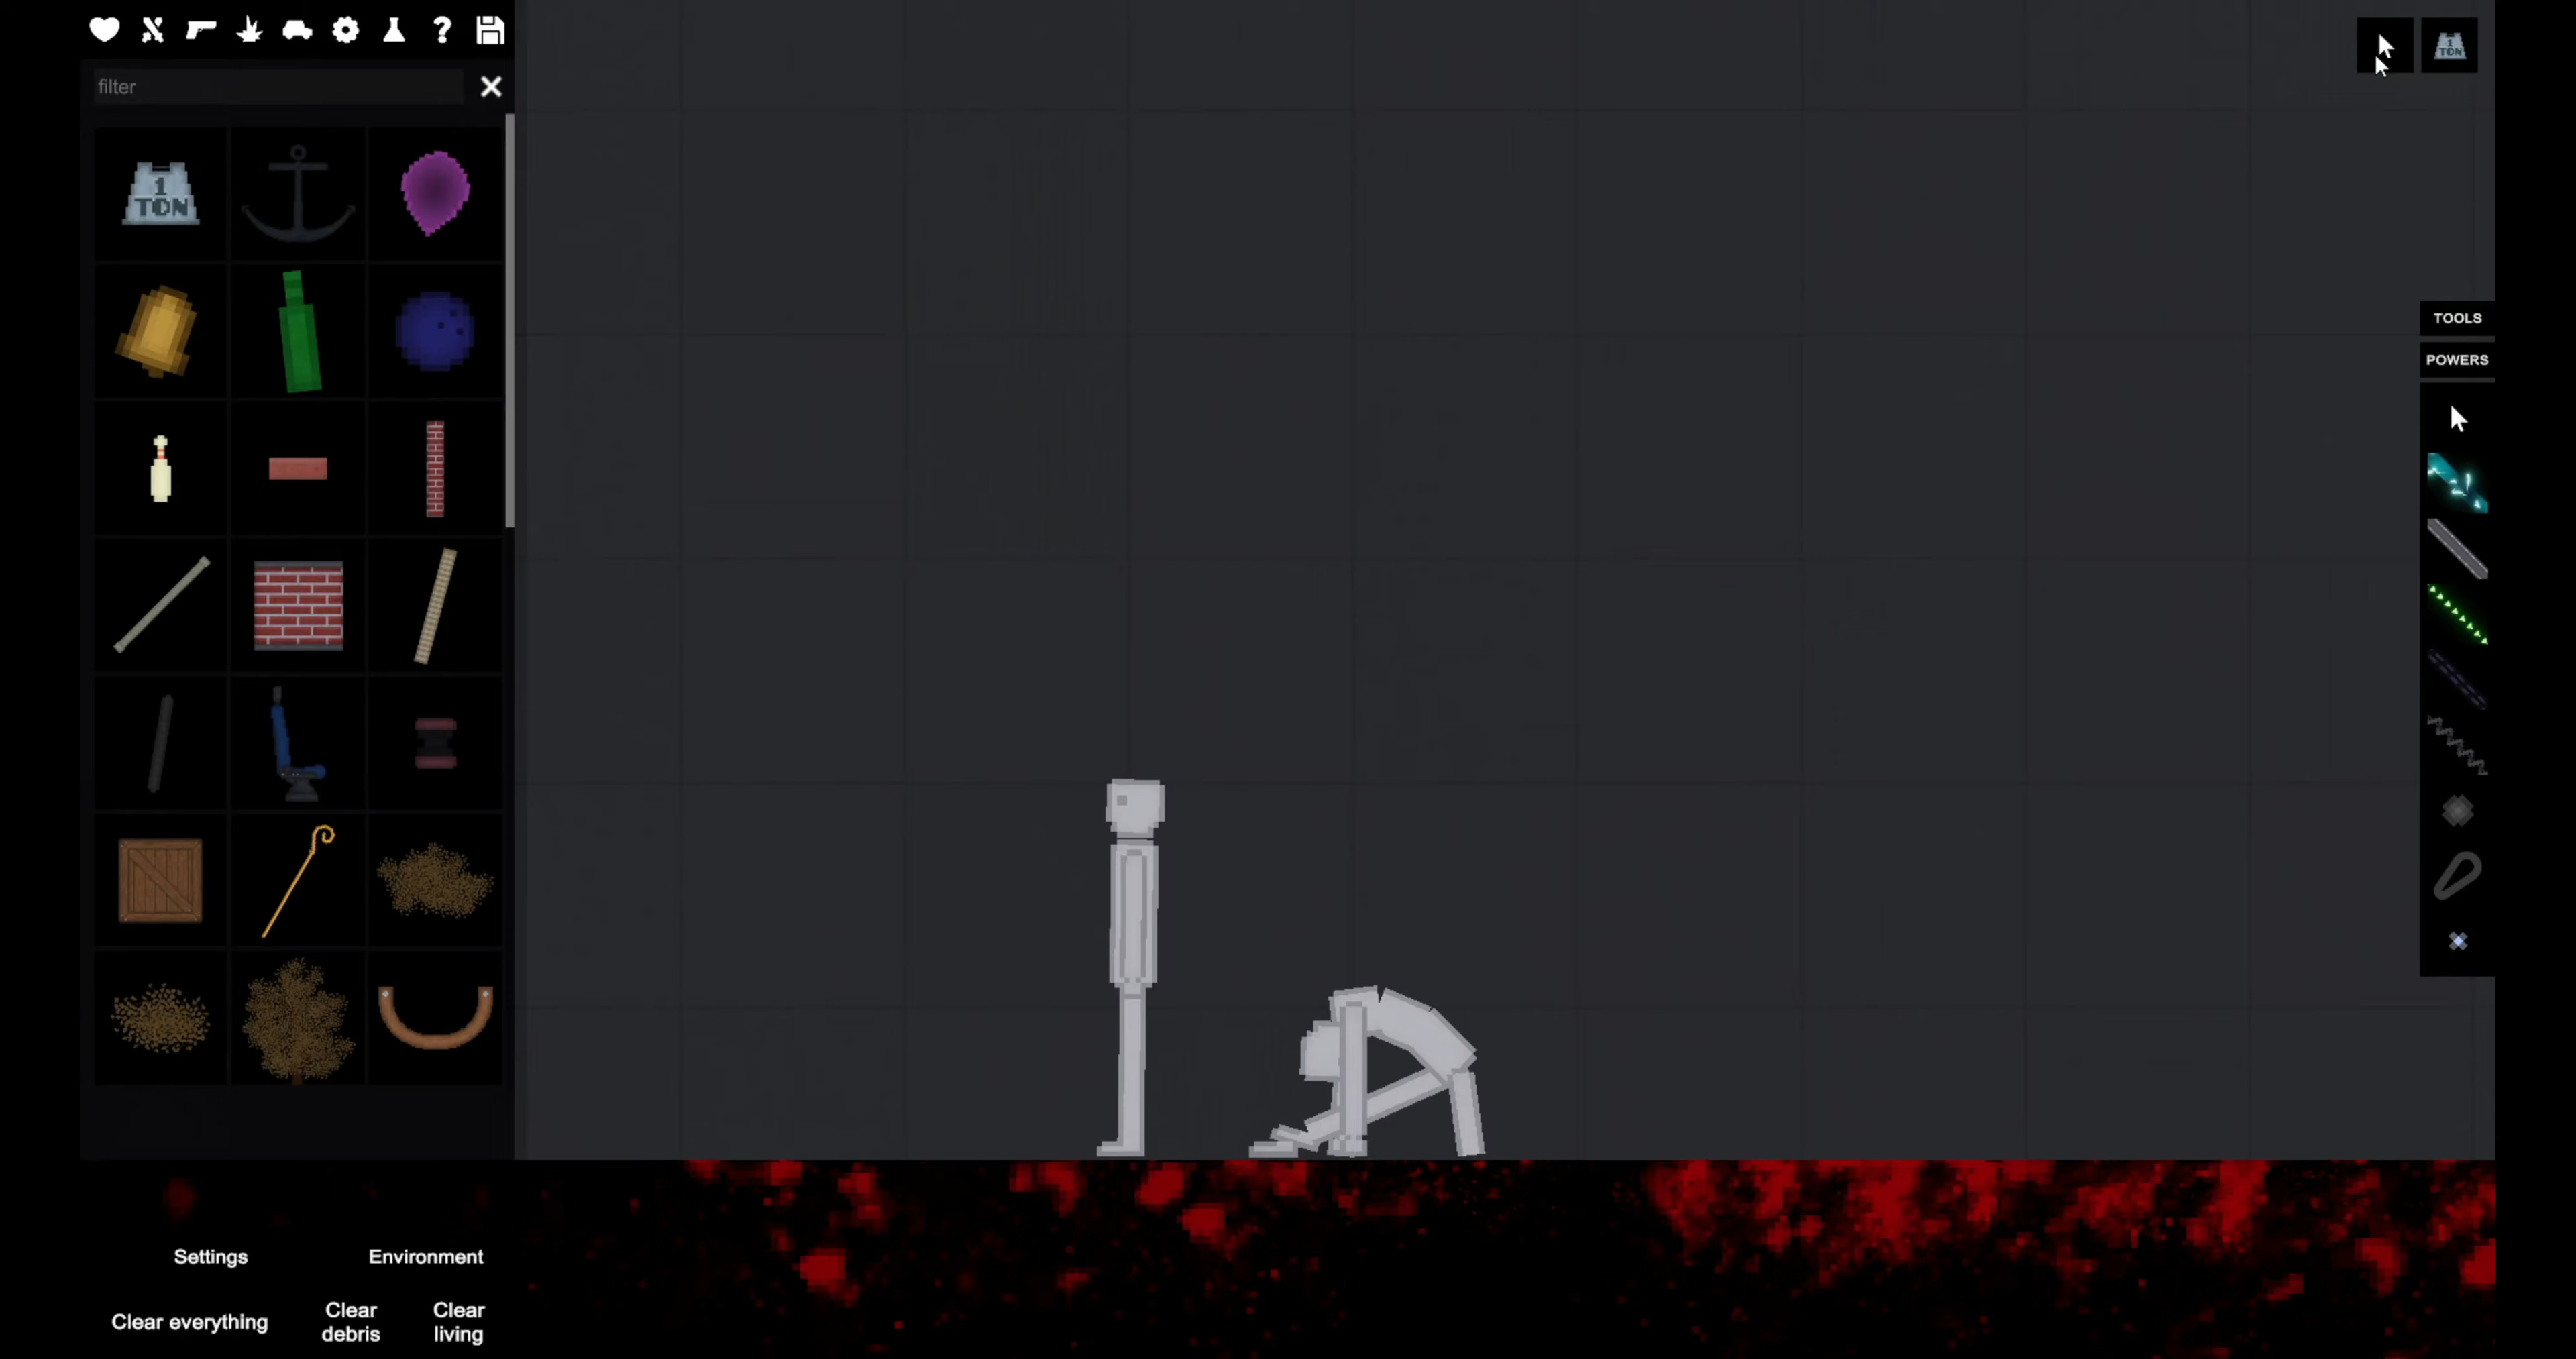 ?
filter
1
TON
TOOLS
POWERS
1
TON
Settings
Environment
Clear everything
Clear
debris
Clear
living